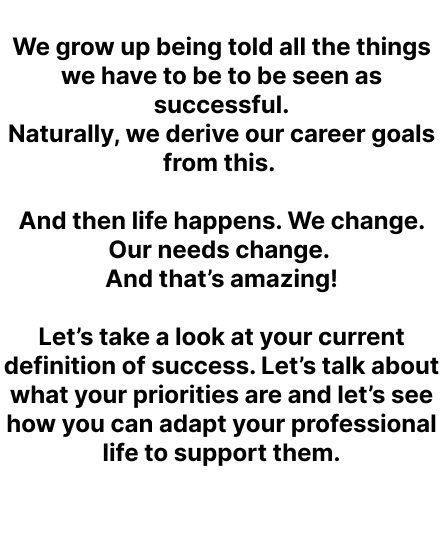 We grow up being told all the things
we have to be to be seen as
successful.
Naturally, we derive our career goals
from this.
And then life happens. We change.
Our needs change.
And that’s amazing!
Let’s take a look at your current
definition of success. Let’s talk about
what your priorities are and let’s see
how you can adapt your professional
life to support them.